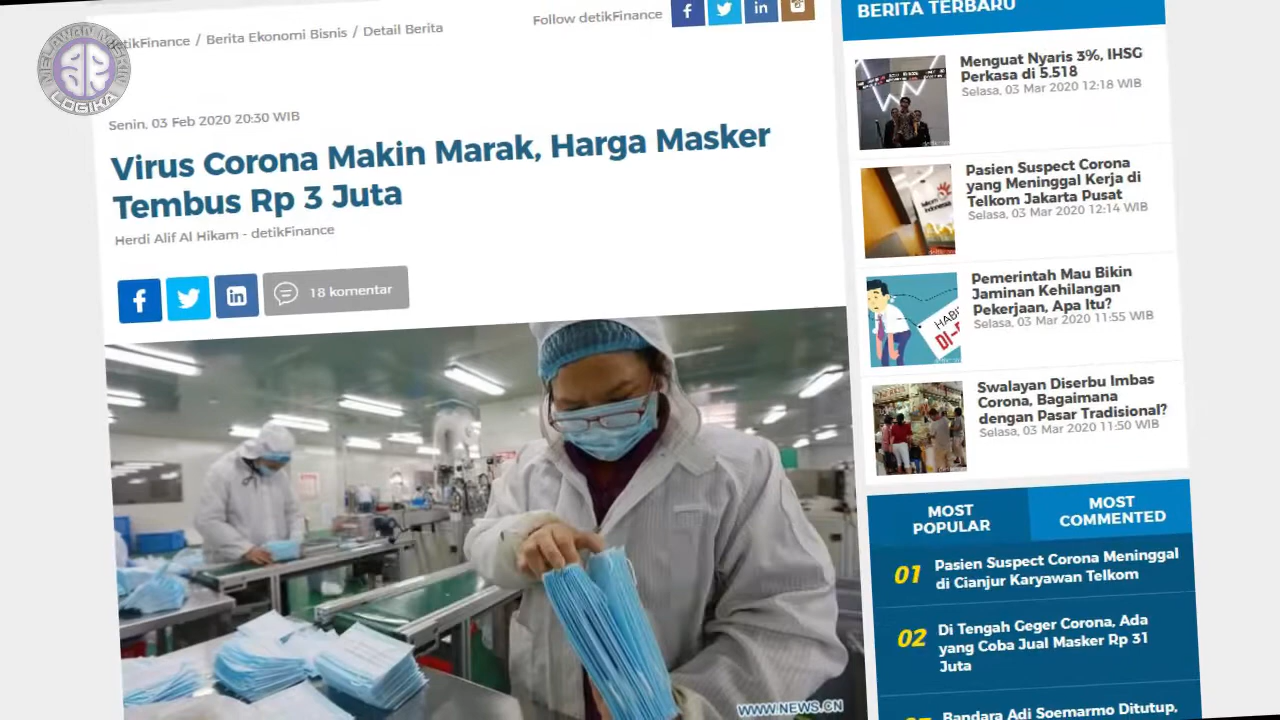 MELAWAN MISKIN
LOGIKA
detikFinance / Berita Ekonomi Bisnis / Detail Berita
Follow detikFinance
Senin, 03 Feb 2020 20:30 WIB
Virus Corona Makin Marak, Harga Masker
Tembus Rp 3 Juta
Herdi Alif Al Hikam - detikFinance
18 komentar
WWW.NEWS.CN
BERITA TERBARU
Menguat Nyaris 3%, IHSG
Perkasa di 5.518
Selasa, 03 Mar 2020 12:18 WIB
Pasien Suspect Corona
yang Meninggal Kerja di
Telkom Jakarta Pusat
Selasa, 03 Mar 2020 12:14 WIB
Pemerintah Mau Bikin
Jaminan Kehilangan
Pekerjaan, Apa Itu?
Selasa, 03 Mar 2020 11:55 WIB
Swalayan Diserbu Imbas
Corona, Bagaimana
dengan Pasar Tradisional?
Selasa, 03 Mar 2020 11:50 WIB
MOST
POPULAR
MOST
COMMENTED
01
Pasien Suspect Corona Meninggal
di Cianjur Karyawan Telkom
02
Di Tengah Geger Corona, Ada
yang Coba Jual Masker Rp 31
Juta
Bandara Adi Soemarmo Ditutup,